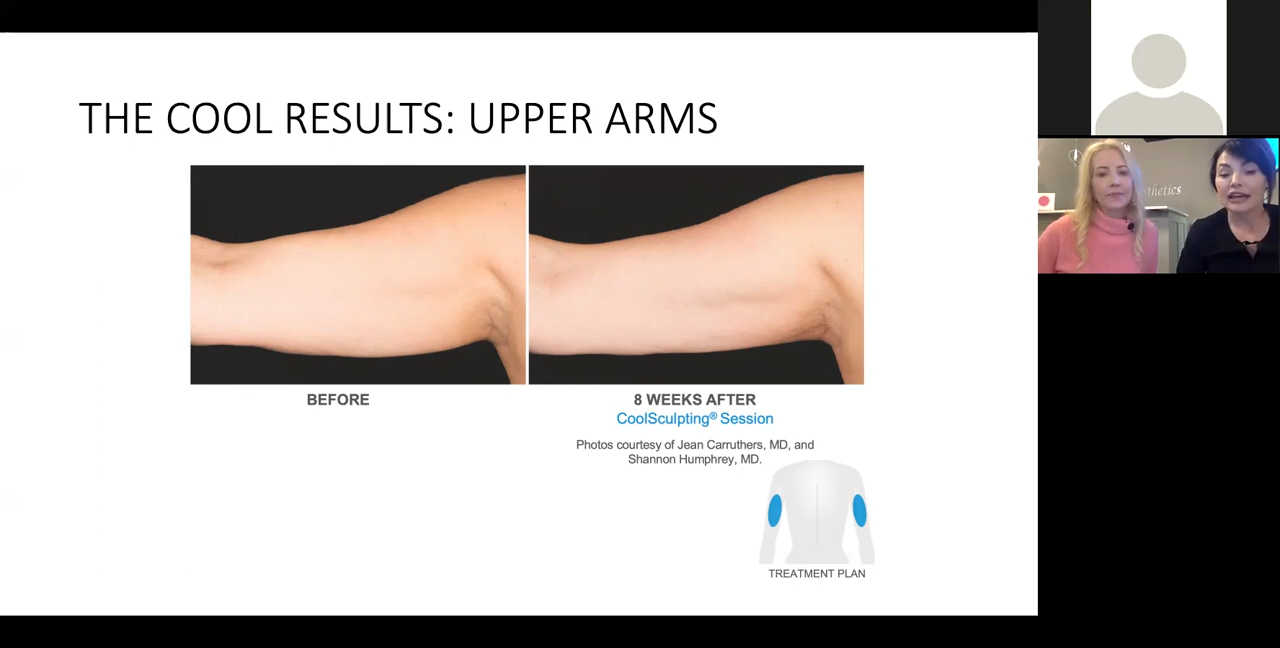 THE COOL RESULTS: UPPER ARMS
BEFORE
8 WEEKS AFTER
CoolSculpting® Session
Photos courtesy of Jean Carruthers, MD, and
Shannon Humphrey, MD.
TREATMENT PLAN